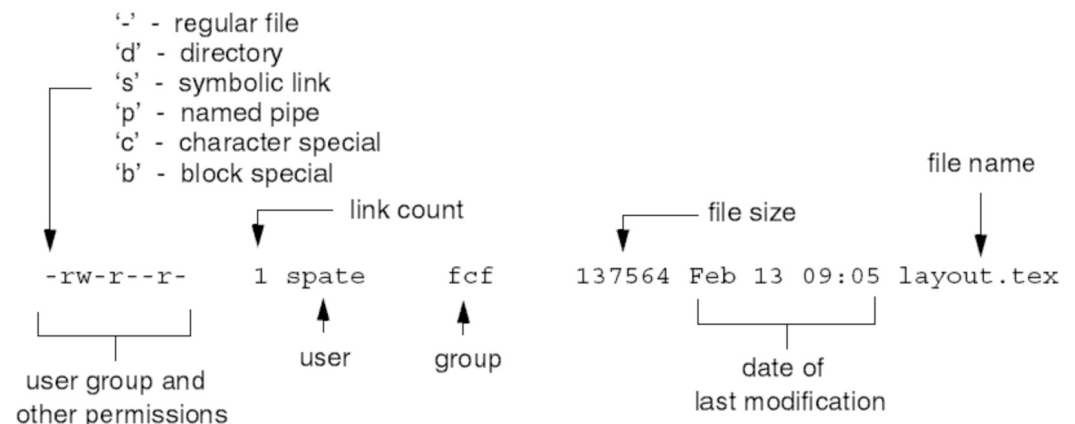 ‘-’ - regular file
‘d’ - directory
‘s’ - symbolic link
‘p’ - named pipe
‘c’ - character special
‘b’ - block special
file name
link count
file size
-rw-r--r- 1 spate fcf 137564 Feb 13 09:05 layout.tex
user
group
user group and
other permissions
date of
last modification